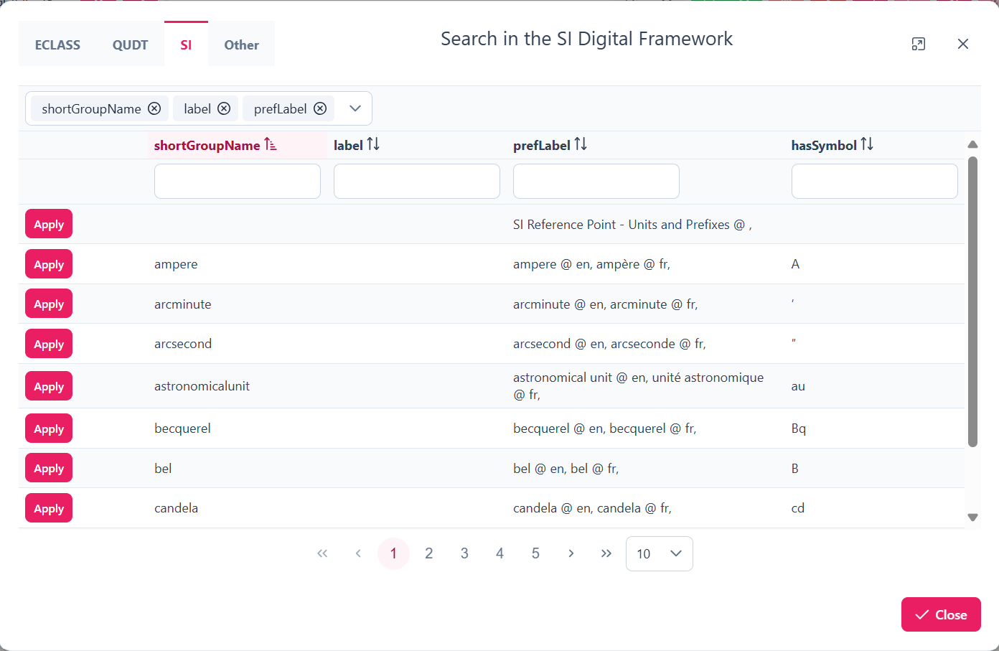 ECLASS QUDT SI Other
Search in the SI Digital Framework
shortGroupName label prefLabel
shortGroupName label prefLabel hasSymbol
Apply SI Reference Point - Units and Prefixes @ ,
Apply ampere ampere @ en, ampère @ fr, A
Apply arcminute arcminute @ en, arcminute @ fr, ′
Apply arcsecond arcsecond @ en, arcseconde @ fr, ″
Apply astronomicalunit astronomical unit @ en, unité astronomique
@ fr, au
Apply becquerel becquerel @ en, becquerel @ fr, Bq
Apply bel bel @ en, bel @ fr, B
Apply candela candela @ en, candela @ fr, cd
« ‹ 1 2 3 4 5 › » 10
Close